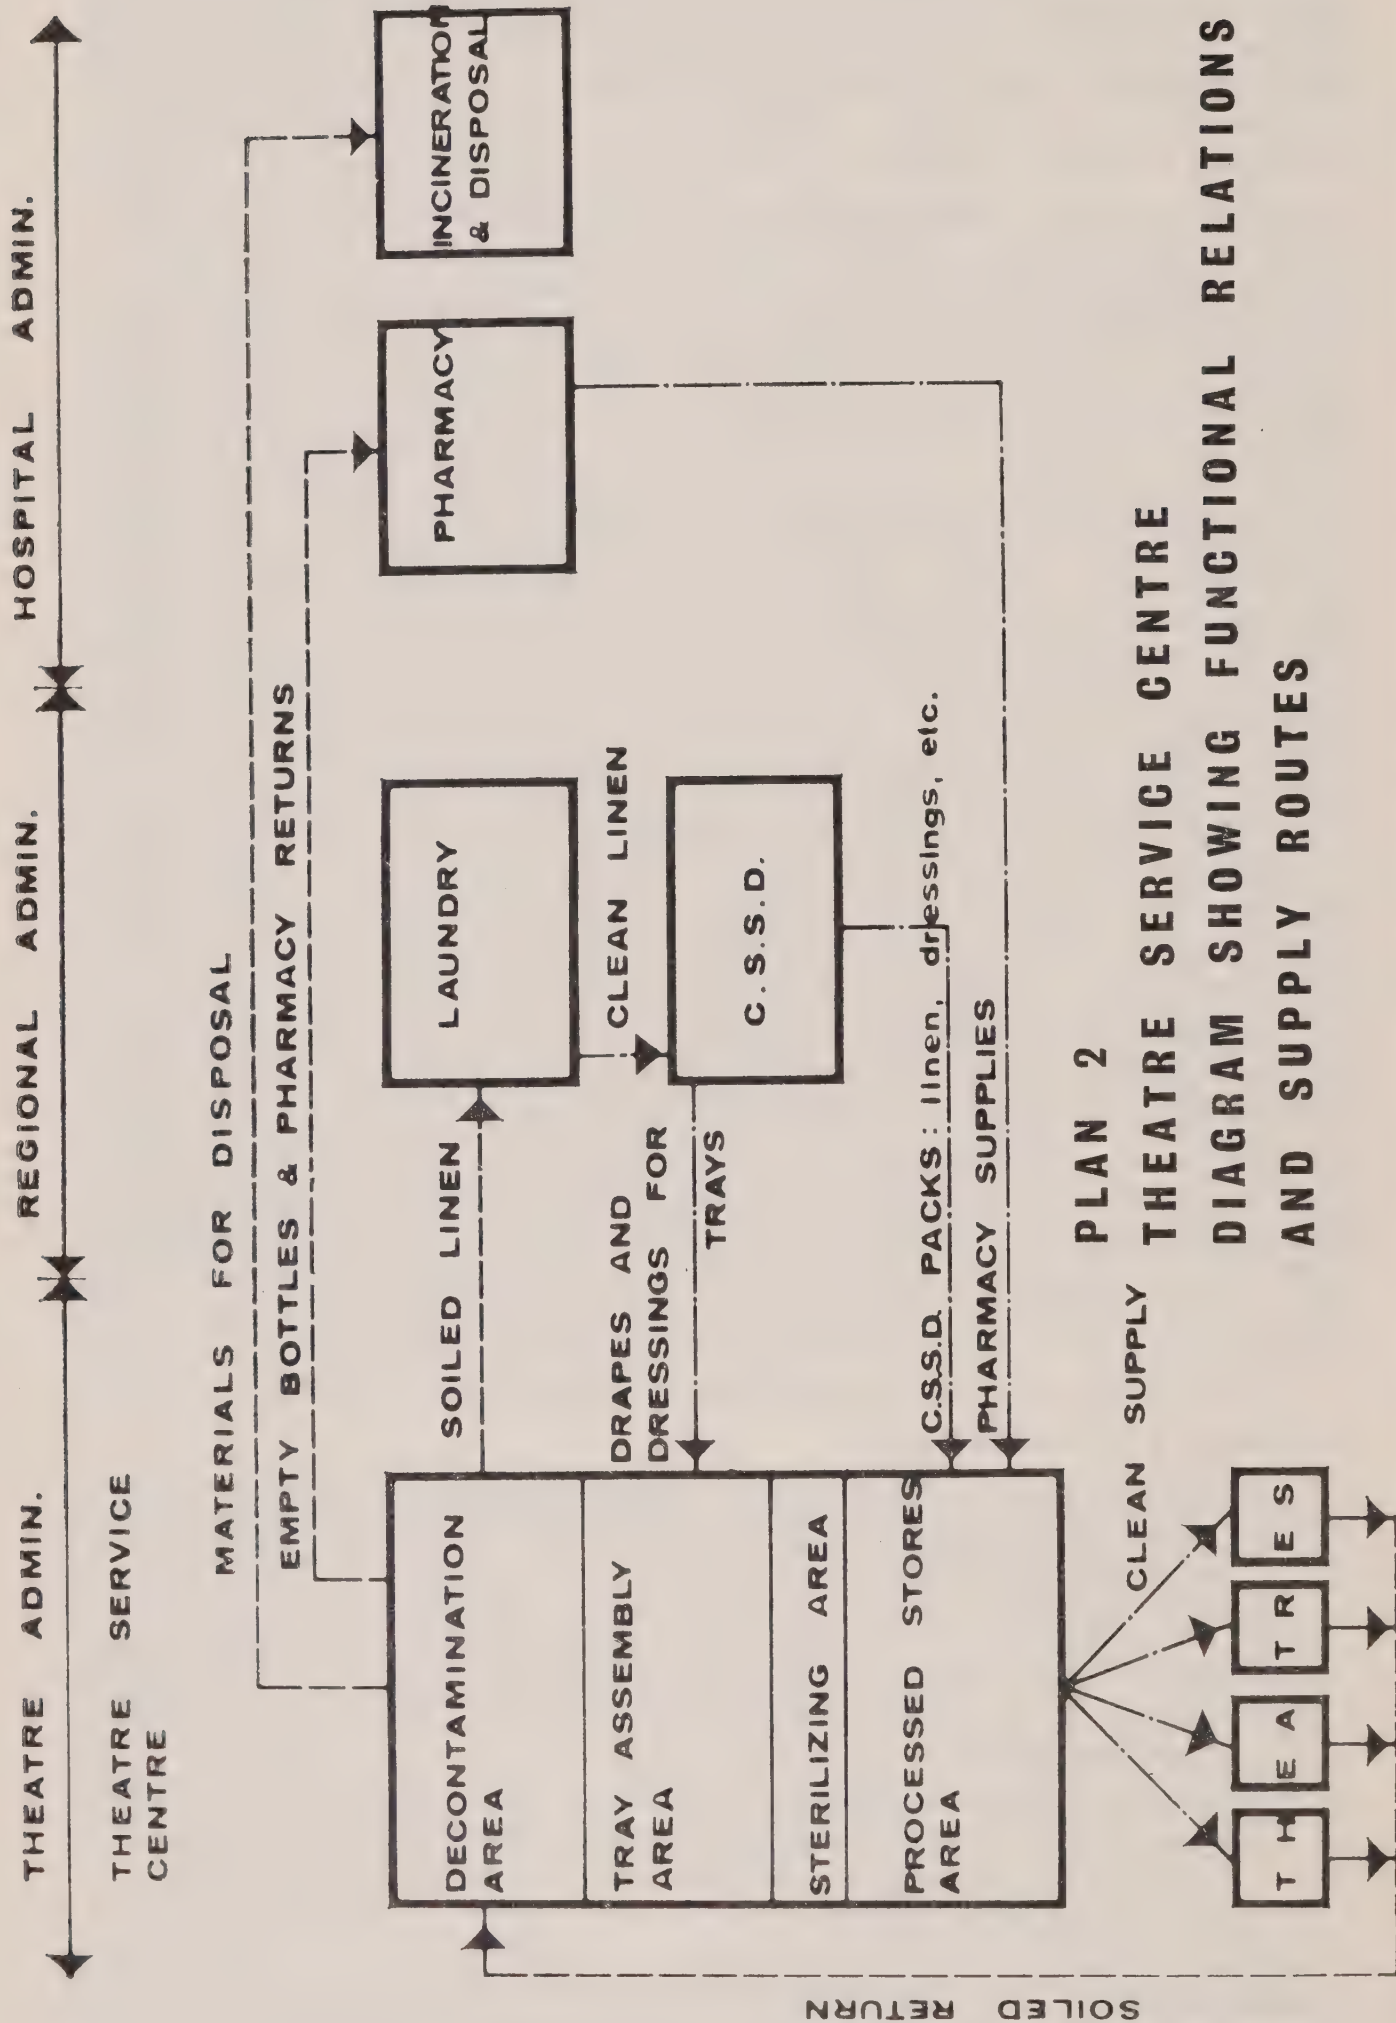 THEATRE ADMIN.
REGIONAL ADMIN.
HOSPITAL ADMIN.
THEATRE SERVICE
CENTRE
MATERIALS FOR DISPOSAL
EMPTY BOTTLES & PHARMACY RETURNS
DECONTAMINATION
AREA
TRAY ASSEMBLY
AREA
STERILIZING AREA
PROCESSED STORES
AREA
SOILED LINEN
LAUNDRY
PHARMACY
INCINERATION
& DISPOSAL
CLEAN LINEN
DRAPES AND
DRESSINGS FOR
TRAYS
C.S.S.D.
C.S.S.D. PACKS: linen, dressings, etc.
PHARMACY SUPPLIES
CLEAN SUPPLY
T H E A T R E S
SOILED RETURN
PLAN 2
THEATRE SERVICE CENTRE
DIAGRAM SHOWING FUNCTIONAL RELATIONS
AND SUPPLY ROUTES